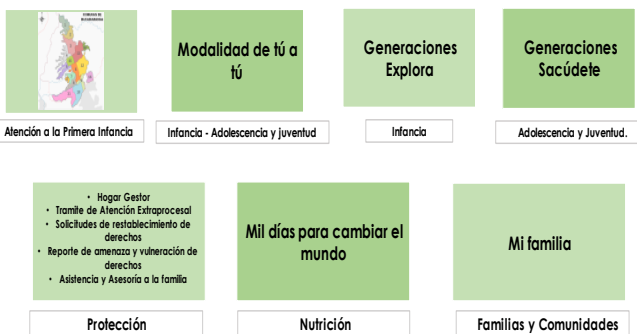 Modalidad de tú a
tú
Generaciones
Explora
Generaciones
Sacúdete
Atención a la Primera Infancia
Infancia - Adolescencia y juventud
Infancia
Adolescencia y Juventud.
• Hogar Gestor
• Tramite de Atención Extraprocesal
• Solicitudes de restablecimiento de
derechos
• Reporte de amenaza y vulneración de
derechos
• Asistencia y Asesoría a la familia
Mil días para cambiar el
mundo
Mi familia
Protección
Nutrición
Familias y Comunidades